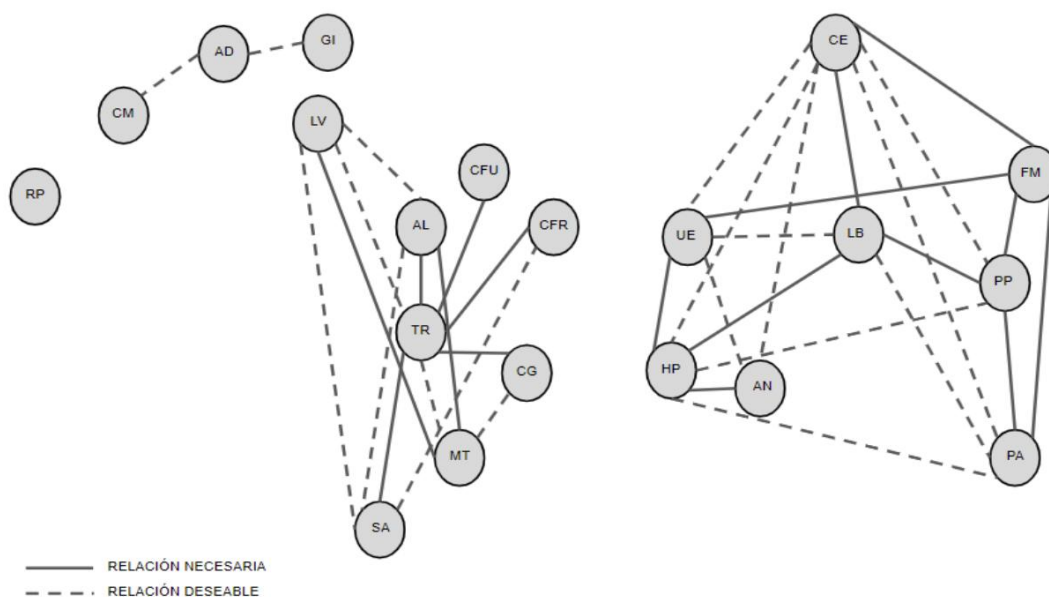 GI
AD
CE
CM
LV
CFU
FM
RP
AL
CFR
UE
LB
PP
TR
CG
HP
AN
MT
PA
SA
RELACIÓN NECESARIA
RELACIÓN DESEABLE